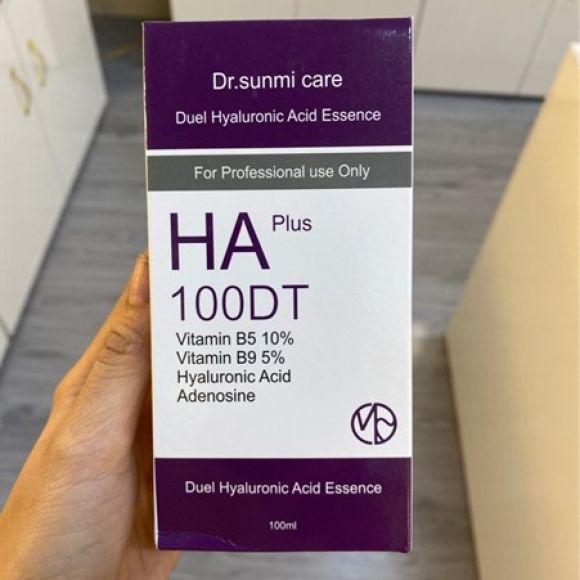 Dr.sunmi care
Duel Hyaluronic Acid Essence
For Professional use Only
HA Plus
100DT
Vitamin B5 10%
Vitamin B9 5%
Hyaluronic Acid
Adenosine
Duel Hyaluronic Acid Essence
100ml